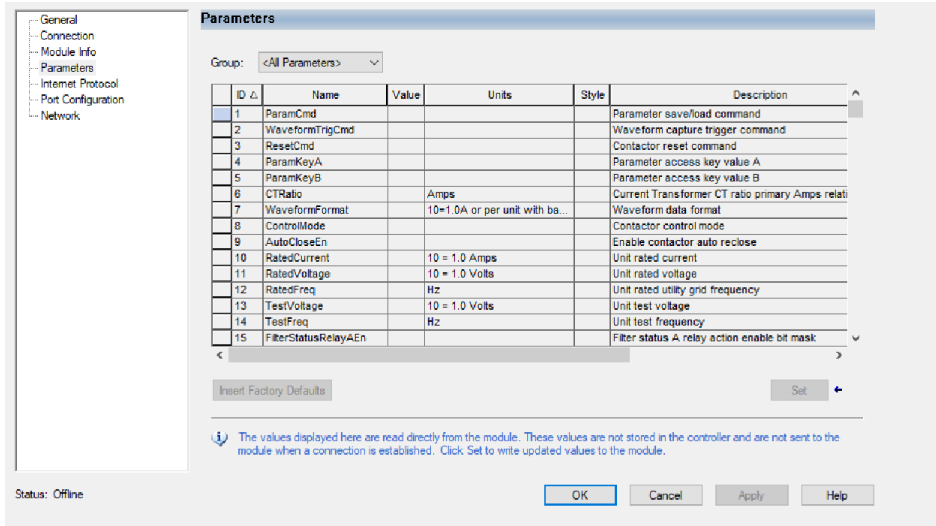 General
Connection
Module Info
Parameters
Internet Protocol
Port Configuration
Network
Parameters
Group: <All Parameters>
ID Name Value Units Style Description
1 ParamCmd Parameter save/load command
2 WaveformTrigCmd Waveform capture trigger command
3 ResetCmd Contactor reset command
4 ParamKeyA Parameter access key value A
5 ParamKeyB Parameter access key value B
6 CTRatio Amps Current Transformer CT ratio primary Amps relati
7 WaveformFormat 10=1.0A or per unit with ba... Waveform data format
8 ControlMode Contactor control mode
9 AutoCloseEn Enable contactor auto reclose
10 RatedCurrent 10 = 1.0 Amps Unit rated current
11 RatedVoltage 10 = 1.0 Volts Unit rated voltage
12 RatedFreq Hz Unit rated utility grid frequency
13 TestVoltage 10 = 1.0 Volts Unit test voltage
14 TestFreq Hz Unit test frequency
15 FilterStatusRelayAEn Filter status A relay action enable bit mask
Insert Factory Defaults Set
The values displayed here are read directly from the module. These values are not stored in the controller and are not sent to the
module when a connection is established. Click Set to write updated values to the module.
Status: Offline
OK Cancel Apply Help